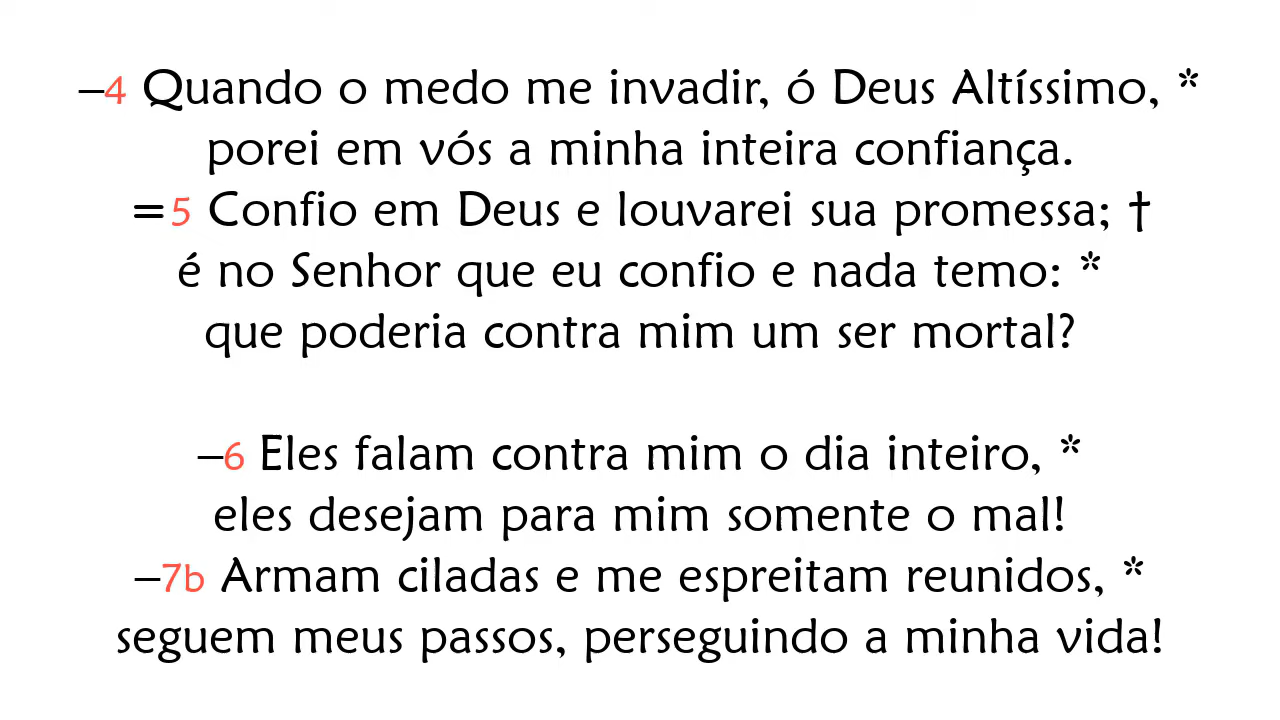 –4 Quando o medo me invadir, ó Deus Altíssimo, *
porei em vós a minha inteira confiança.
=5 Confio em Deus e louvarei sua promessa; †
é no Senhor que eu confio e nada temo: *
que poderia contra mim um ser mortal?
–6 Eles falam contra mim o dia inteiro, *
eles desejam para mim somente o mal!
–7b Armam ciladas e me espreitam reunidos, *
seguem meus passos, perseguindo a minha vida!